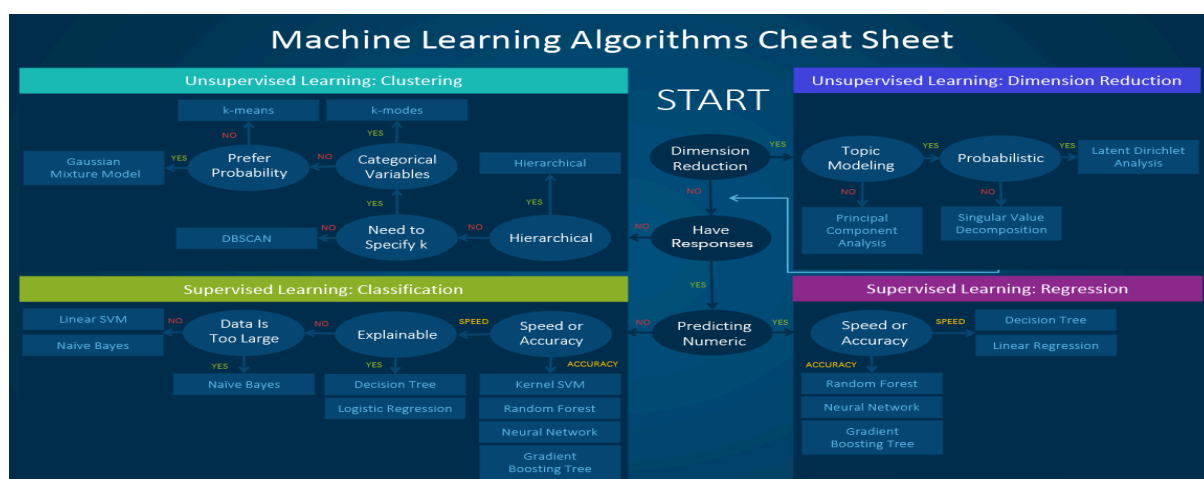 Machine Learning Algorithms Cheat Sheet
Unsupervised Learning: Clustering
k-means
k-modes
NO
YES
Gaussian
Mixture Model
YES
Prefer
Probability
NO
Categorical
Variables
Hierarchical
YES
YES
DBSCAN
NO
Need to
Specify k
NO
Hierarchical
START
Dimension
Reduction
YES
NO
Have
Responses
NO
YES
Predicting
Numeric
NO
YES
Unsupervised Learning: Dimension Reduction
Topic
Modeling
YES
Probabilistic
YES
Latent Dirichlet
Analysis
NO
NO
Principal
Component
Analysis
Singular Value
Decomposition
Supervised Learning: Classification
Linear SVM
Naïve Bayes
NO
Data Is
Too Large
NO
Explainable
SPEED
Speed or
Accuracy
YES
YES
ACCURACY
Naïve Bayes
Decision Tree
Logistic Regression
Kernel SVM
Random Forest
Neural Network
Gradient
Boosting Tree
Supervised Learning: Regression
Speed or
Accuracy
SPEED
Decision Tree
Linear Regression
ACCURACY
Random Forest
Neural Network
Gradient
Boosting Tree